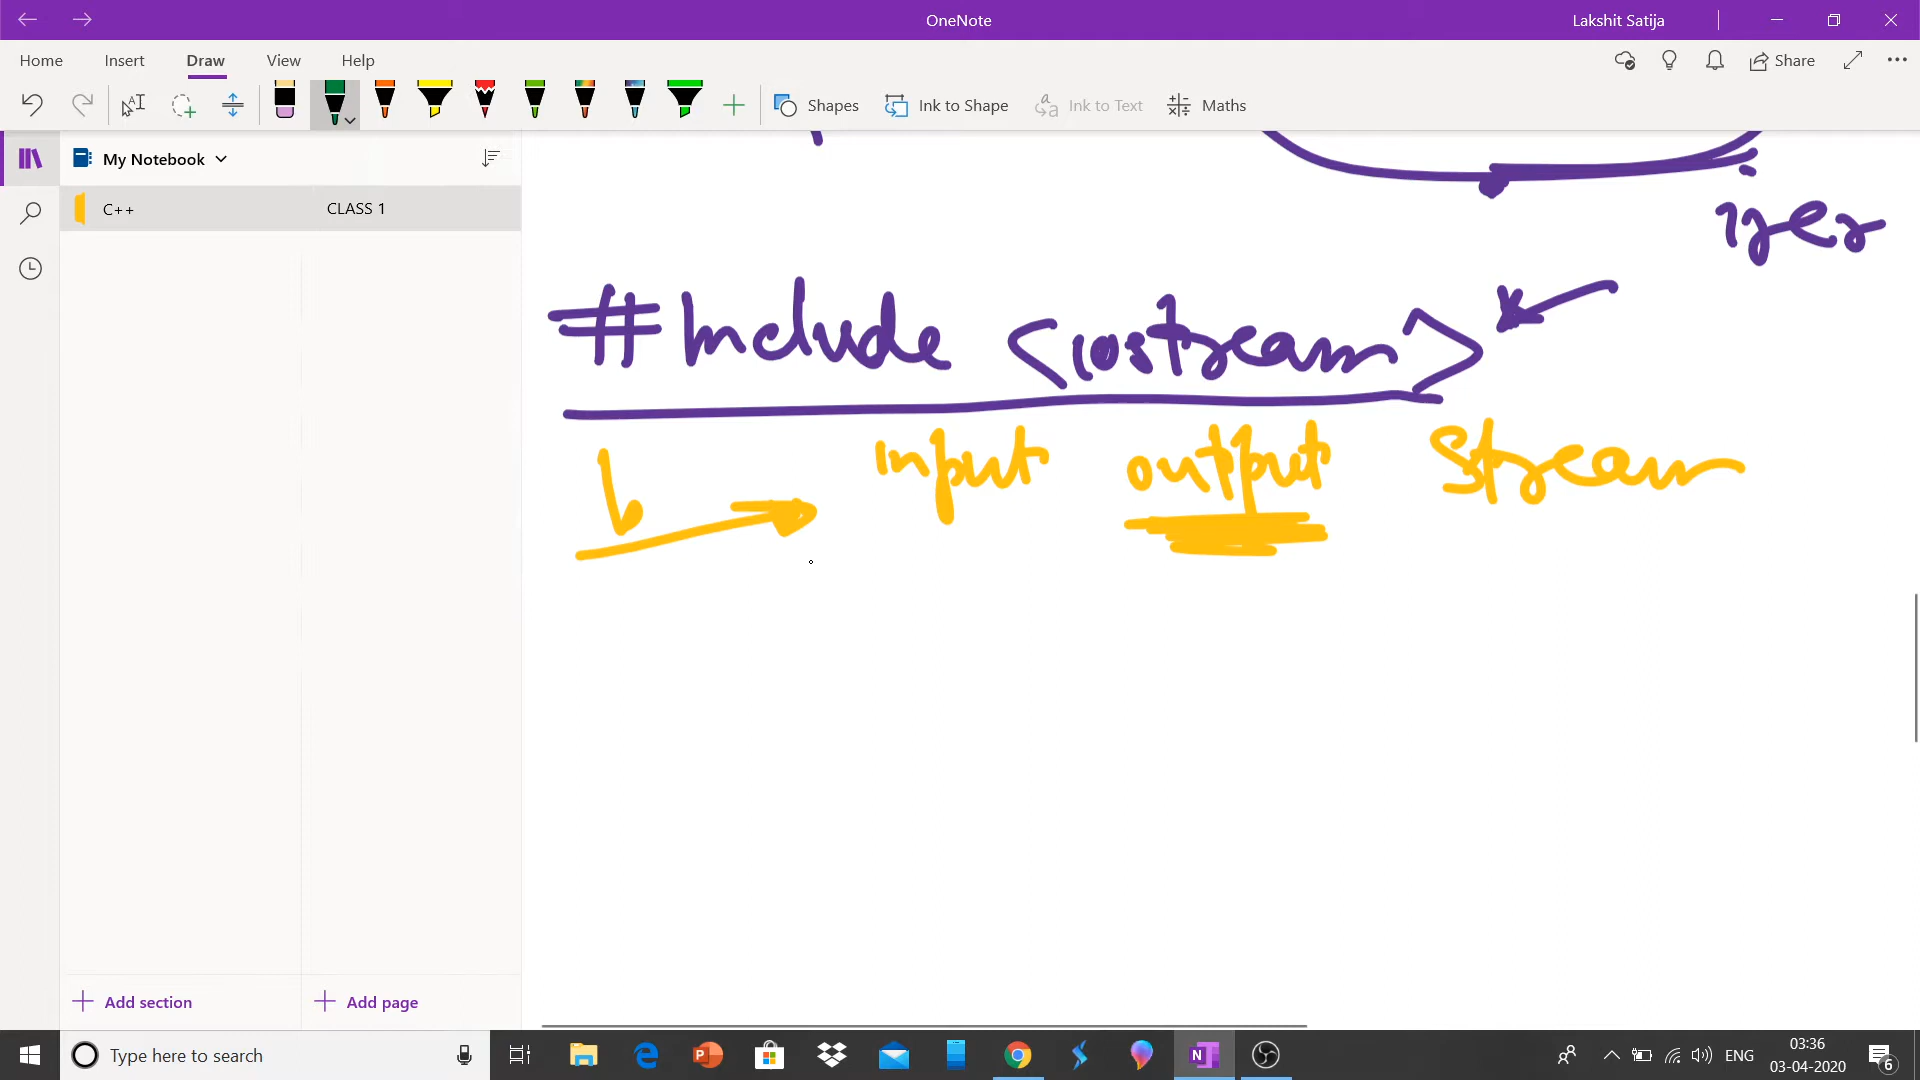 OneNote
Lakshit Satija
Home Insert Draw View Help
Share
Shapes Ink to Shape Ink to Text Maths
My Notebook
C++ CLASS 1
#Include <iostream>
input output stream
Add section Add page
Type here to search
ENG
03:36
03-04-2020
6